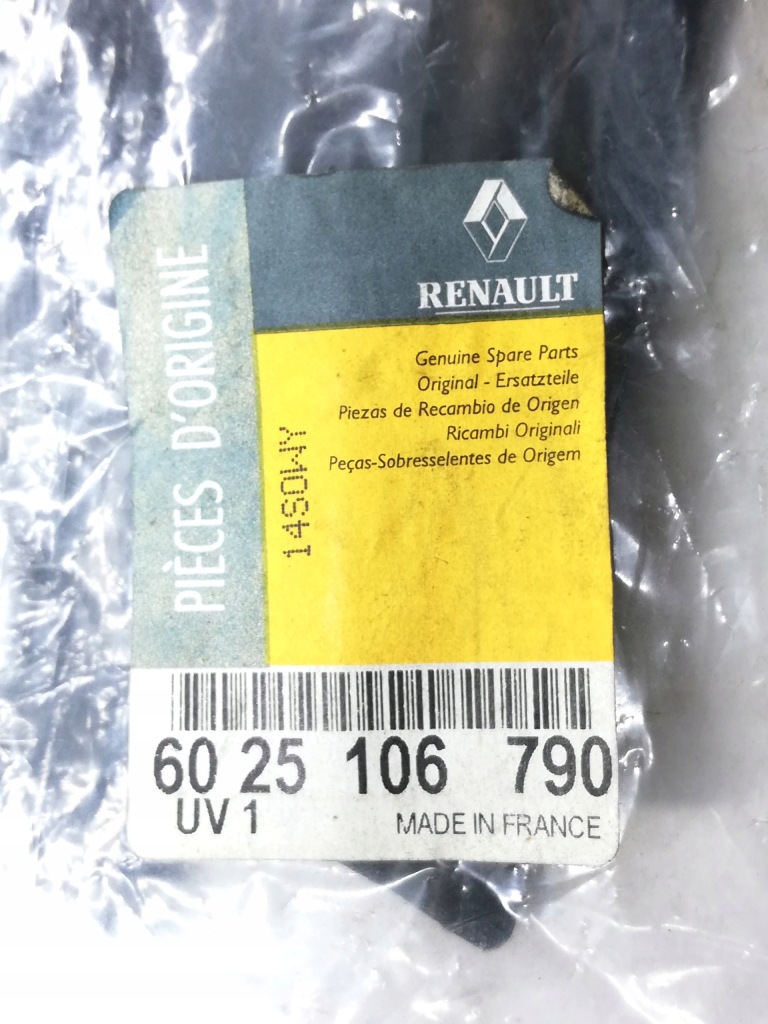 PIÈCES D'ORIGINE
RENAULT
Genuine Spare Parts
Original - Ersatzteile
Piezas de Recambio de Origen
Ricambi Originali
Peças-Sobresselentes de Origem
14SOWY
60 25 106 790
UV 1
MADE IN FRANCE